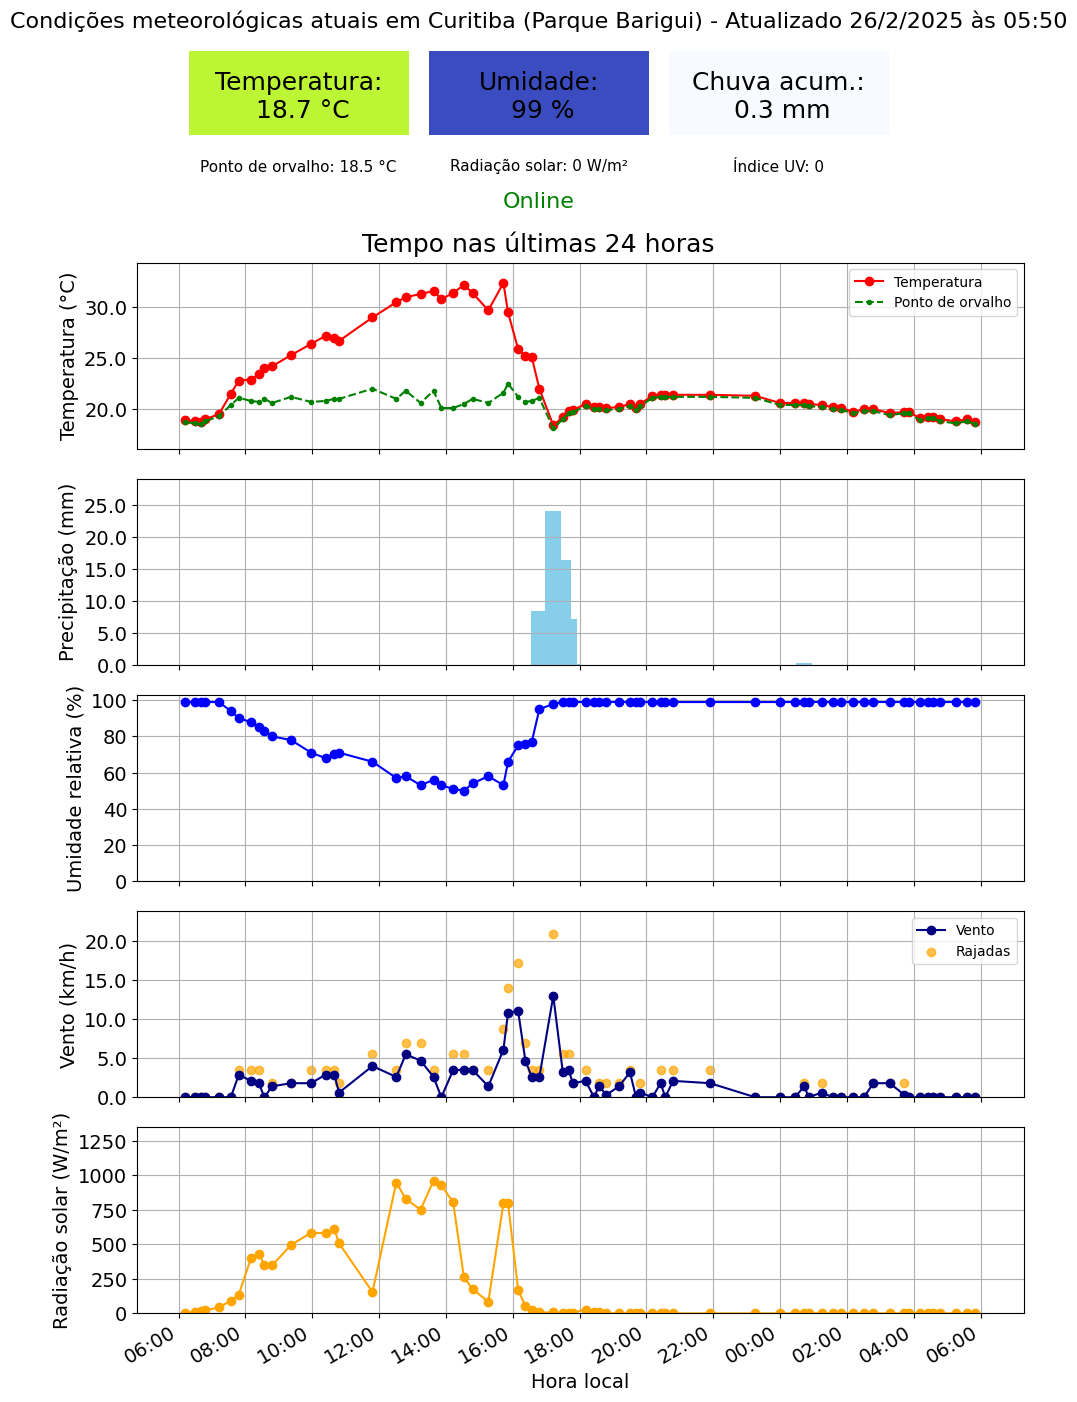 Condições meteorológicas atuais em Curitiba (Parque Barigui) - Atualizado 26/2/2025 às 05:50
Temperatura:
18.7 °C
Umidade:
99 %
Chuva acum.:
0.3 mm
Ponto de orvalho: 18.5 °C
Radiação solar: 0 W/m²
Índice UV: 0
Online
Tempo nas últimas 24 horas
Temperatura (°C)
30.0
25.0
20.0
Temperatura
Ponto de orvalho
Precipitação (mm)
25.0
20.0
15.0
10.0
5.0
0.0
Umidade relativa (%)
100
80
60
40
20
0
Vento (km/h)
20.0
15.0
10.0
5.0
0.0
Vento
Rajadas
Radiação solar (W/m²)
1250
1000
750
500
250
0
06:00
08:00
10:00
12:00
14:00
16:00
18:00
20:00
22:00
00:00
02:00
04:00
06:00
Hora local